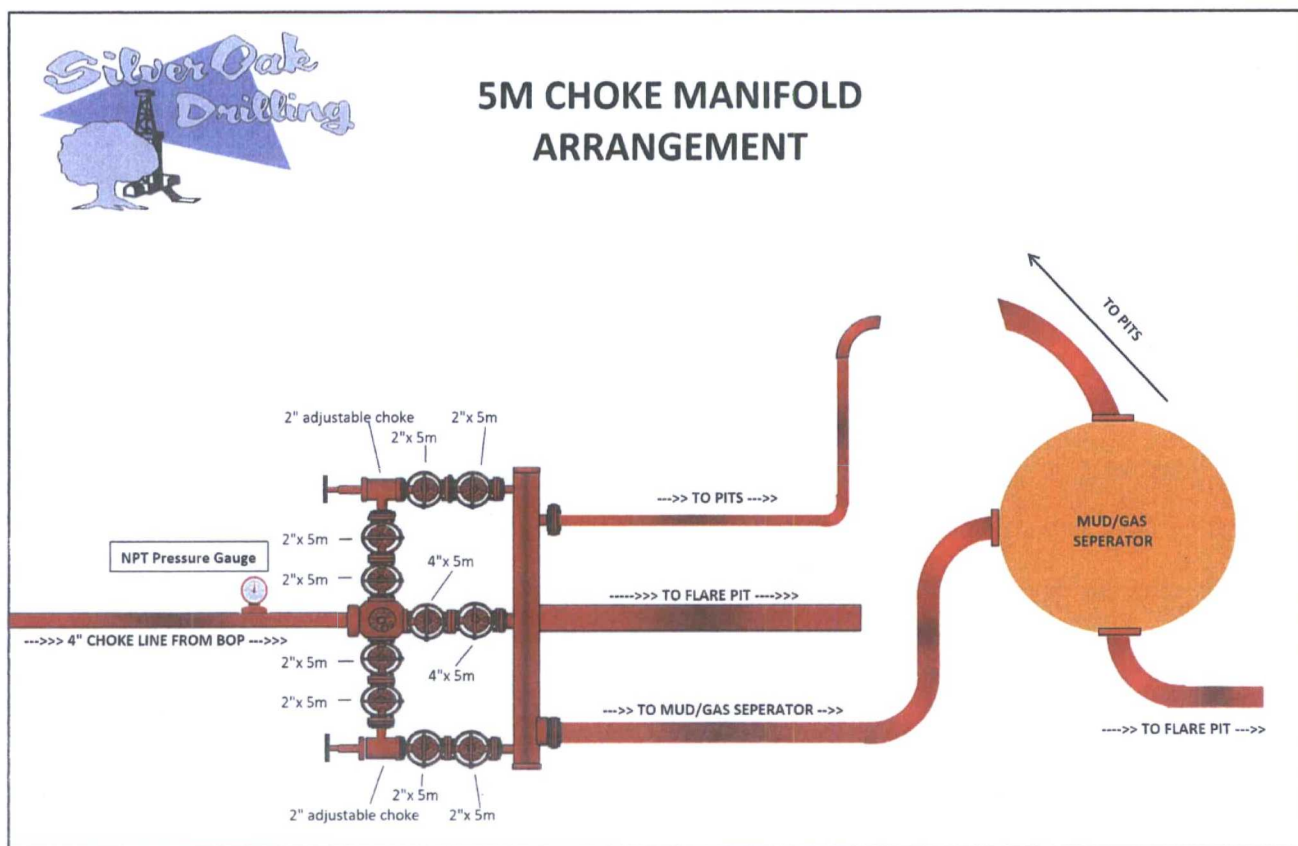 Silver Oak
Drilling
5M CHOKE MANIFOLD
ARRANGEMENT
TO PITS
2" adjustable choke
2"x 5m
2"x 5m
--->> TO PITS --->>
MUD/GAS
SEPERATOR
2"x 5m
NPT Pressure Gauge
4"x 5m
2"x 5m
----->> TO FLARE PIT ---->>>
--->>> 4" CHOKE LINE FROM BOP --->>>
2"x 5m
4"x 5m
2"x 5m
---->> TO MUD/GAS SEPERATOR -->>
---->> TO FLARE PIT --->>
2"x 5m
2"x 5m
2" adjustable choke